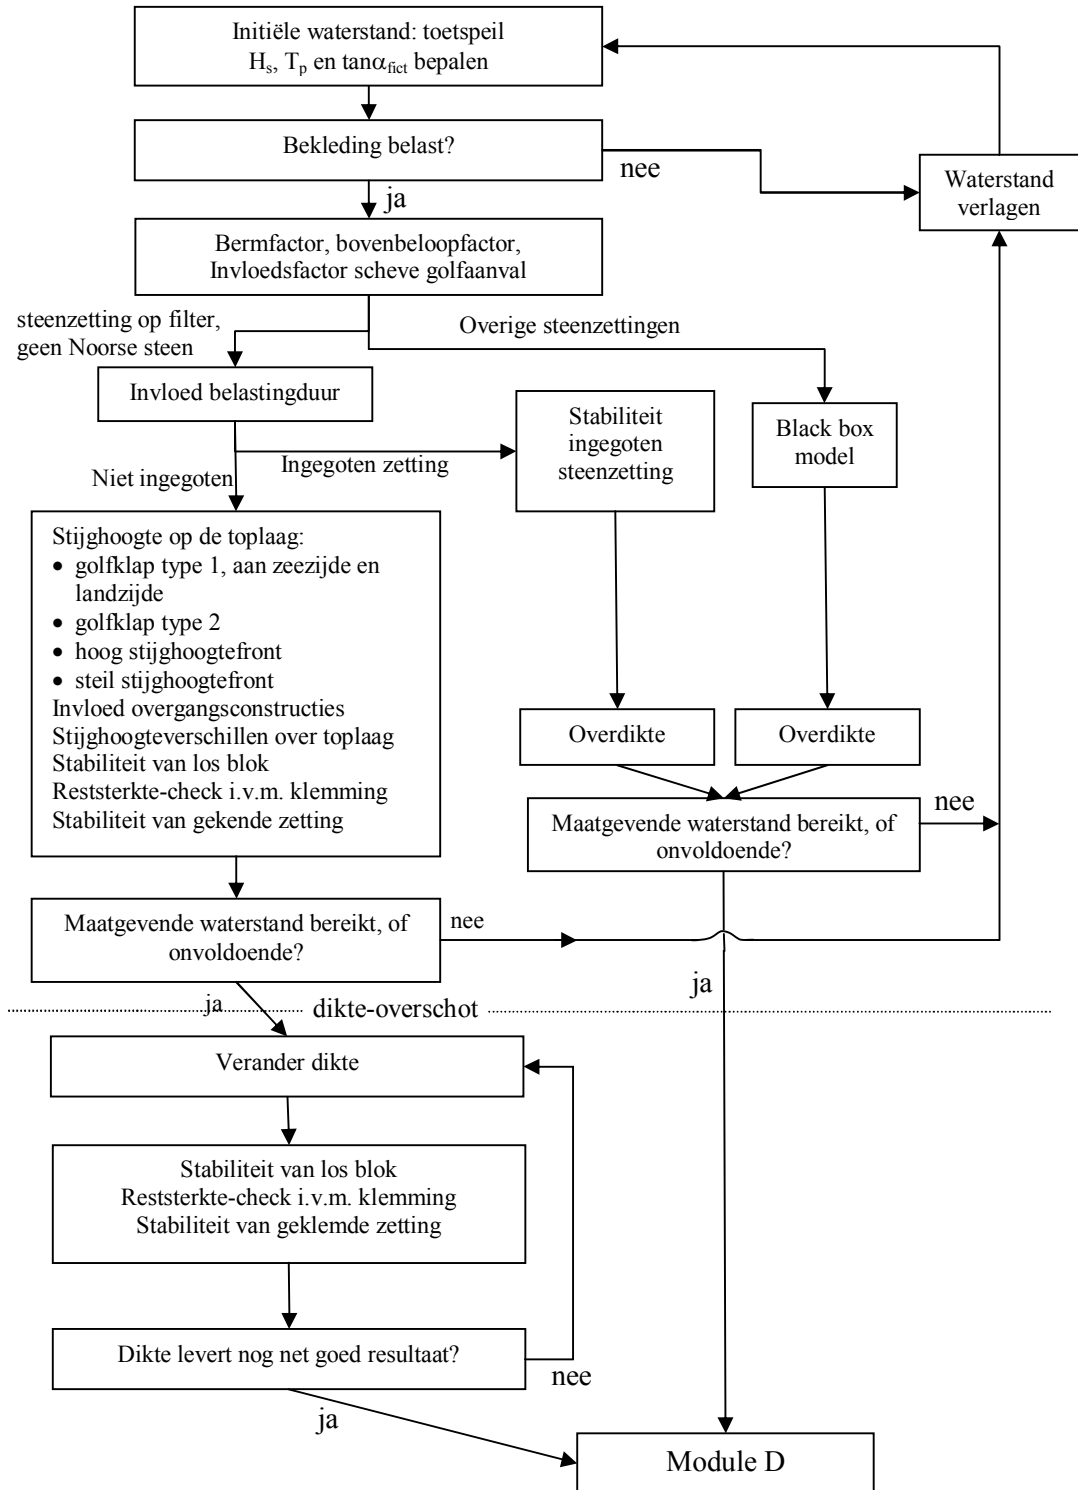 Initiële waterstand: toetspeil
Hs, Tp en tanαfict bepalen
Bekleding belast?
nee
Waterstand
verlagen
ja
Bermfactor, bovenbeloopfactor,
Invloedsfactor scheve golfaanval
steenzetting op filter,
geen Noorse steen
Overige steenzettingen
Invloed belastingduur
Stabiliteit
ingegoten
steenzetting
Black box
model
Niet ingegoten
Ingegoten zetting
Stijghoogte op de toplaag:
• golfklap type 1, aan zeezijde en
landzijde
• golfklap type 2
• hoog stijghoogtefront
• steil stijghoogtefront
Invloed overgangsconstructies
Stijghoogteverschillen over toplaag
Stabiliteit van los blok
Reststerkte-check i.v.m. klemming
Stabiliteit van gekende zetting
Overdikte
Overdikte
Maatgevende waterstand bereikt, of
onvoldoende?
nee
Maatgevende waterstand bereikt, of
onvoldoende?
nee
ja
ja
dikte-overschot
Verander dikte
Stabiliteit van los blok
Reststerkte-check i.v.m. klemming
Stabiliteit van geklemde zetting
Dikte levert nog net goed resultaat?
nee
ja
Module D